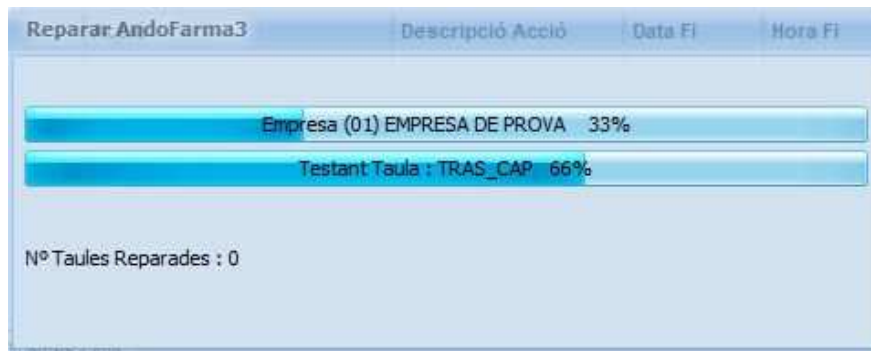 Reparar AndoFarma3 Descripció Acció Data Fi Hora Fi
Empresa (01) EMPRESA DE PROVA 33%
Testant Taula : TRAS_CAP 66%
Nº Taules Reparades : 0